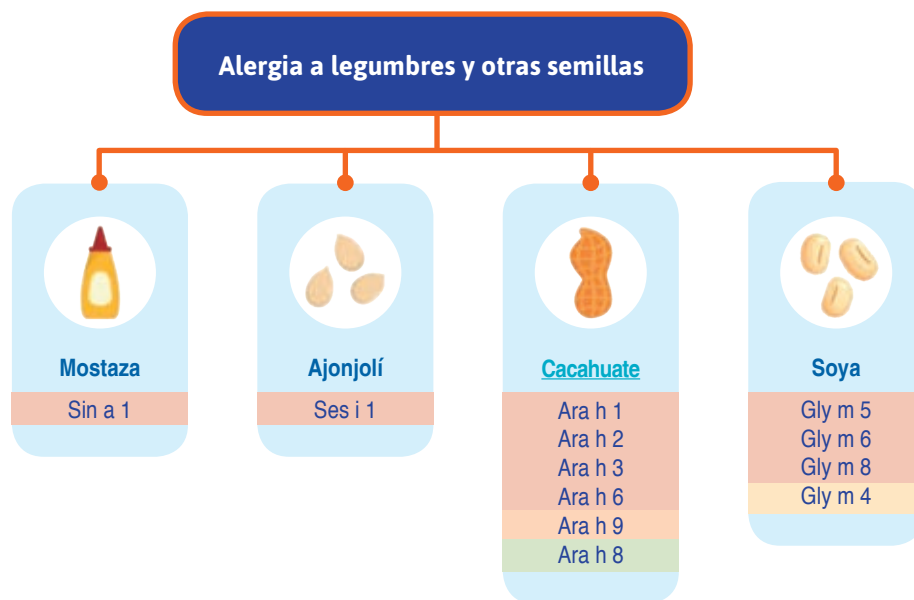 Alergia a legumbres y otras semillas
Mostaza
Sin a 1
Ajonjolí
Ses i 1
Cacahuate
Ara h 1
Ara h 2
Ara h 3
Ara h 6
Ara h 9
Ara h 8
Soya
Gly m 5
Gly m 6
Gly m 8
Gly m 4